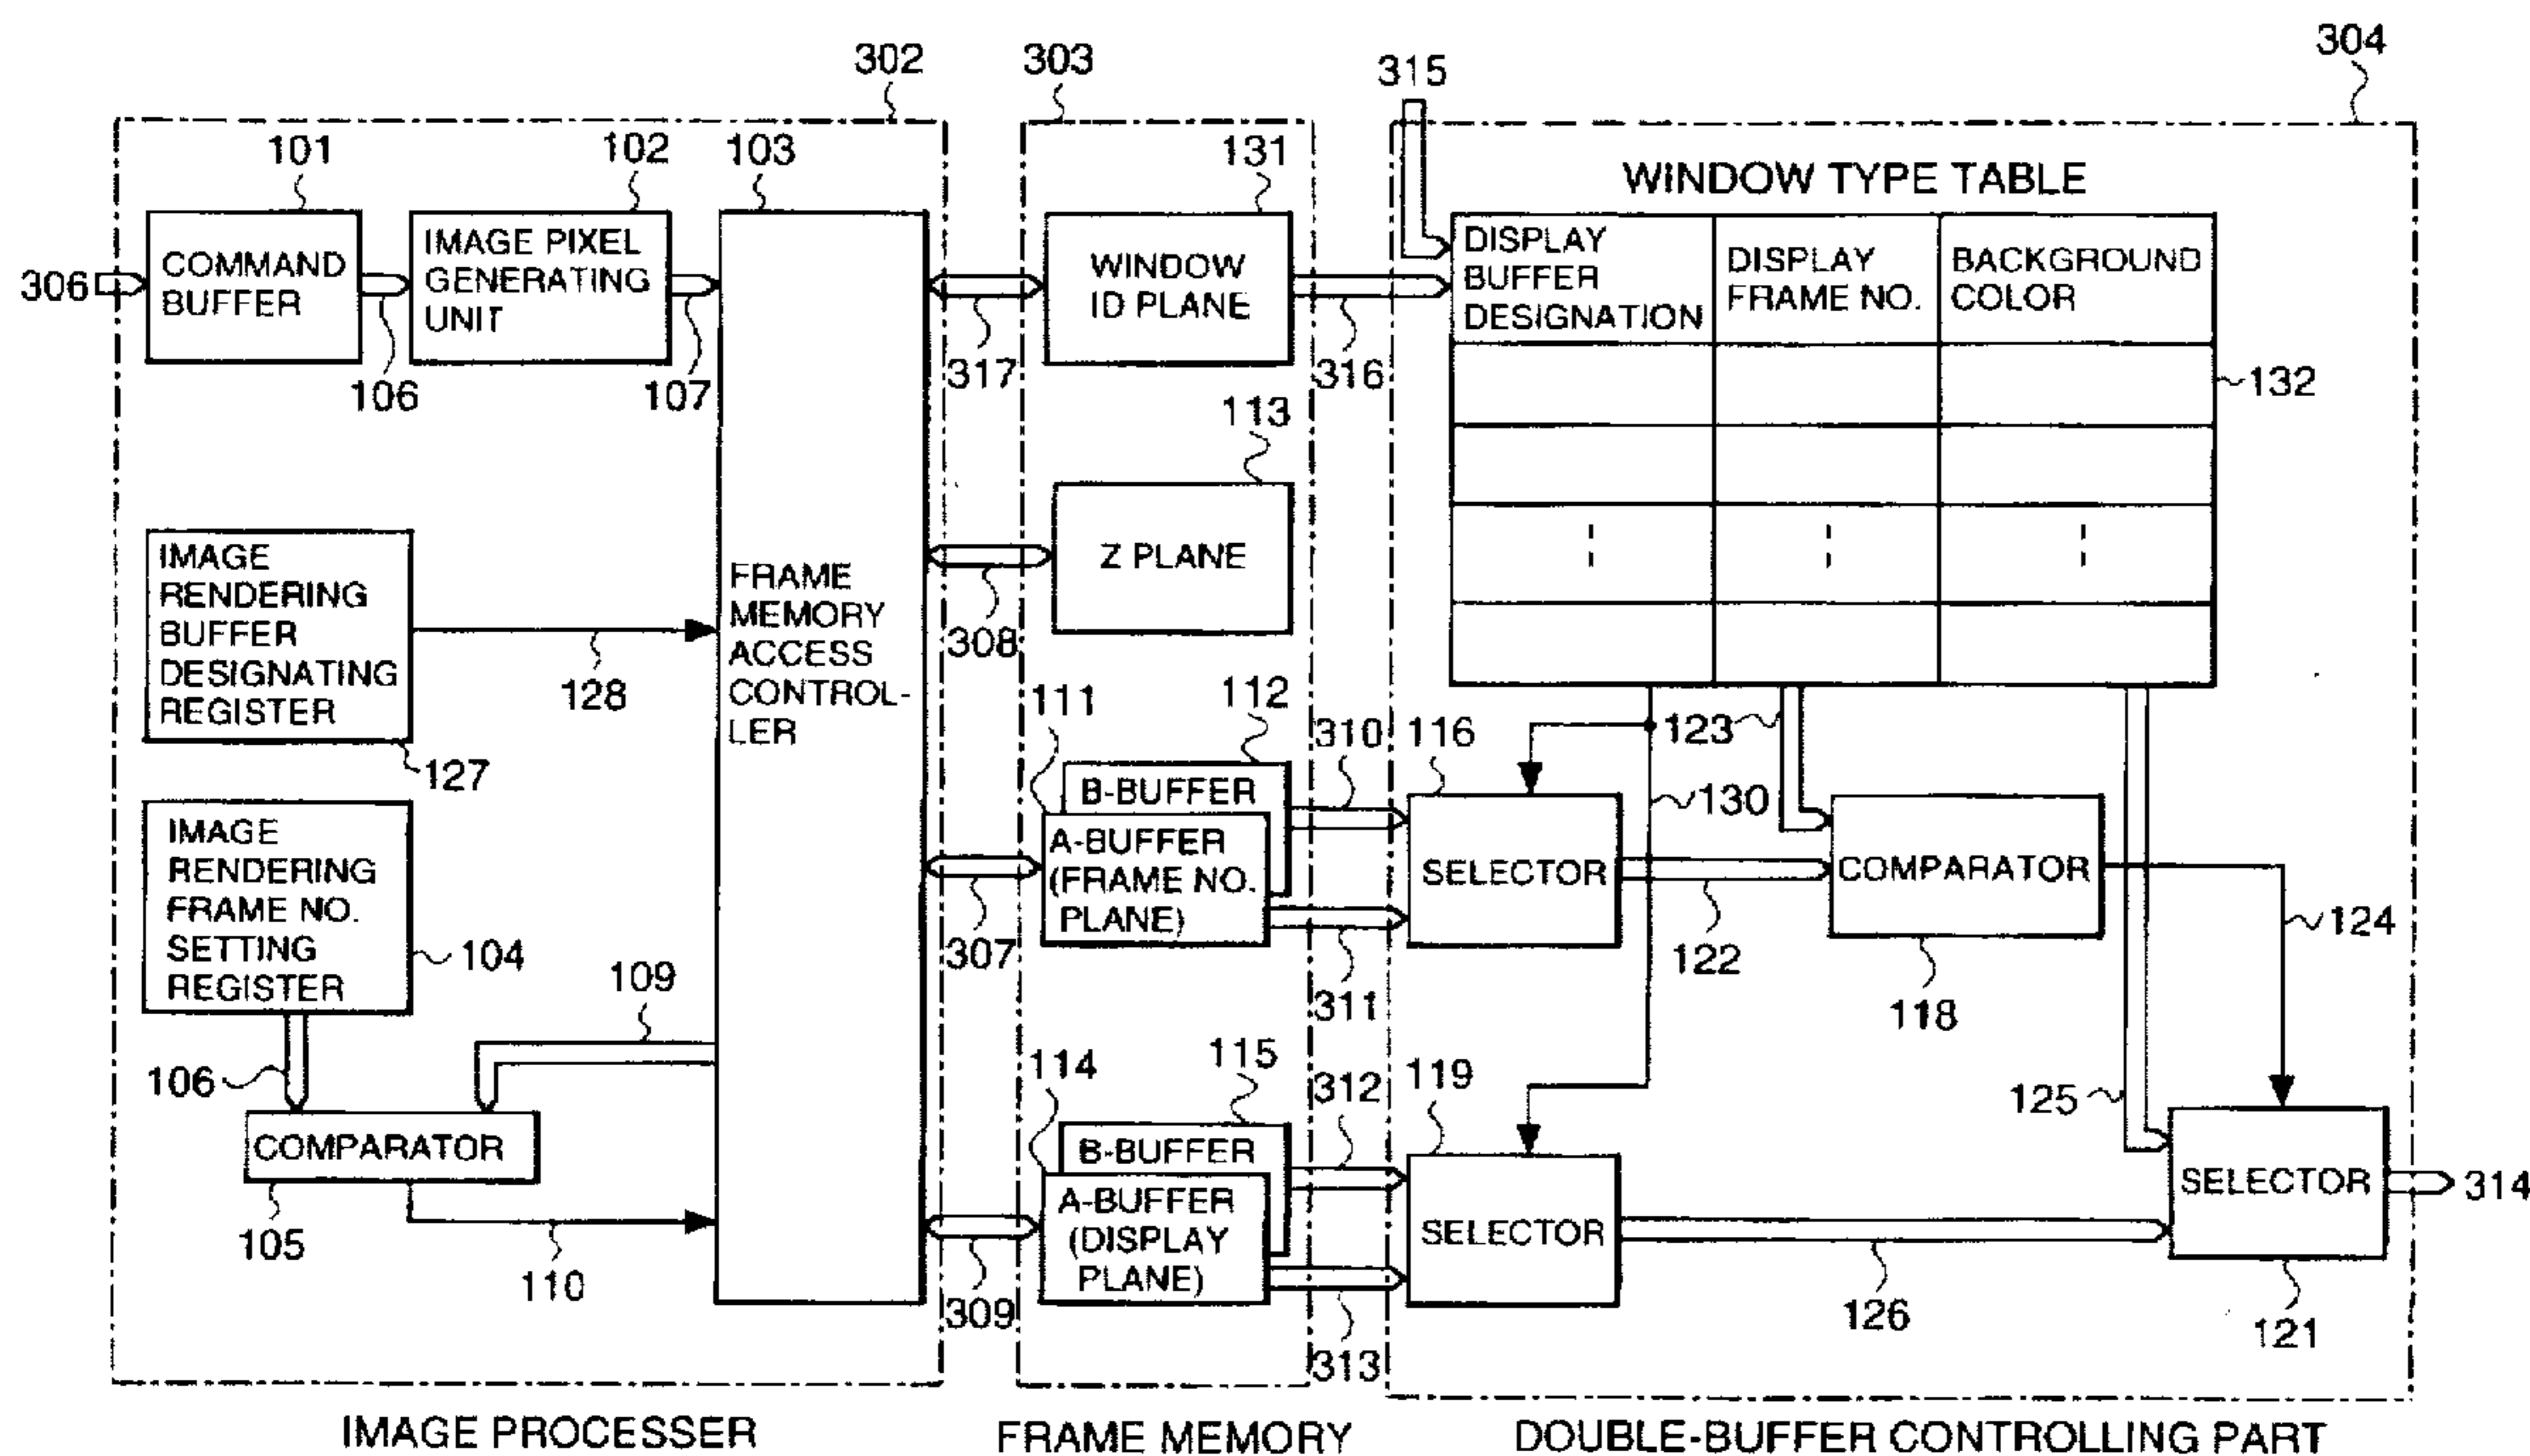 302
303
315
304
101
102
103
131
WINDOW TYPE TABLE
306
COMMAND
BUFFER
IMAGE PIXEL
GENERATING
UNIT
WINDOW
ID PLANE
DISPLAY
BUFFER
DESIGNATION
DISPLAY
FRAME NO.
BACKGROUND
COLOR
106
107
317
316
132
113
IMAGE
RENDERING
BUFFER
DESIGNATING
REGISTER
128
127
FRAME
MEMORY
ACCESS
CONTROL-
LER
Z PLANE
308
111
112
310
116
123
130
B-BUFFER
A-BUFFER
(FRAME NO.
PLANE)
SELECTOR
COMPARATOR
307
311
122
118
124
IMAGE
RENDERING
FRAME NO.
SETTING
REGISTER
104
109
106
COMPARATOR
105
110
114
115
312
119
125
B-BUFFER
A-BUFFER
(DISPLAY
PLANE)
SELECTOR
SELECTOR
314
309
313
126
121
IMAGE PROCESSER
FRAME MEMORY
DOUBLE-BUFFER CONTROLLING PART